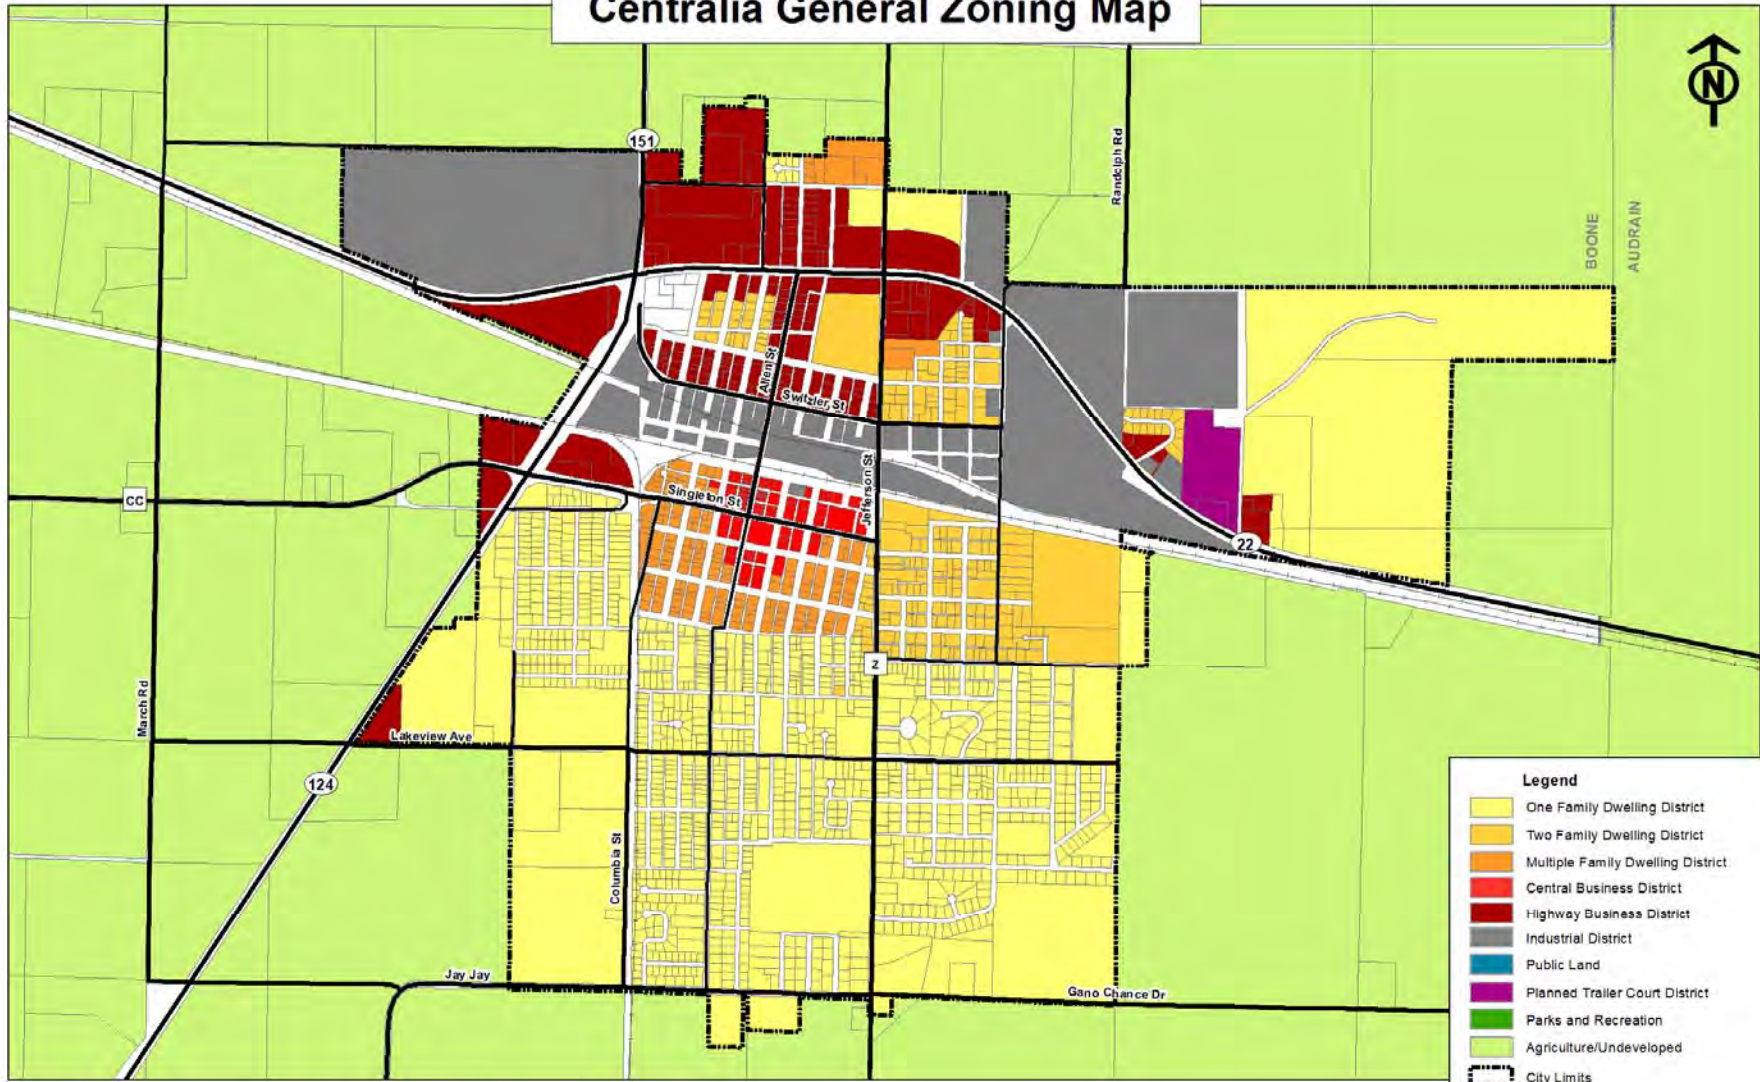 Centralia General Zoning Map
N
151
Randolph Rd
BOONE
AUDRAIN
Allen St
Switzler St
CC
Singleton St
Jefferson St
22
Z
March Rd
Lakeview Ave
124
Columbia St
Jay Jay
Gano Chance Dr
Legend
One Family Dwelling District
Two Family Dwelling District
Multiple Family Dwelling District
Central Business District
Highway Business District
Industrial District
Public Land
Planned Trailer Court District
Parks and Recreation
Agriculture/Undeveloped
City Limits